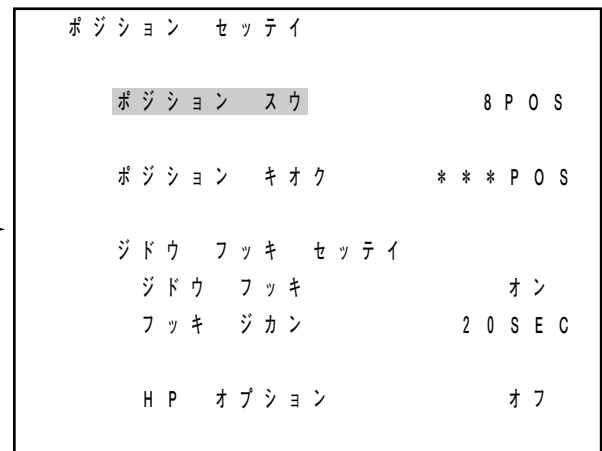 ポジション セッテイ
ポジション スウ 8POS
ポジション キオク ***POS
ジドウ フッキ セッテイ
ジドウ フッキ オン
フッキ ジカン 20SEC
HP オプション オフ